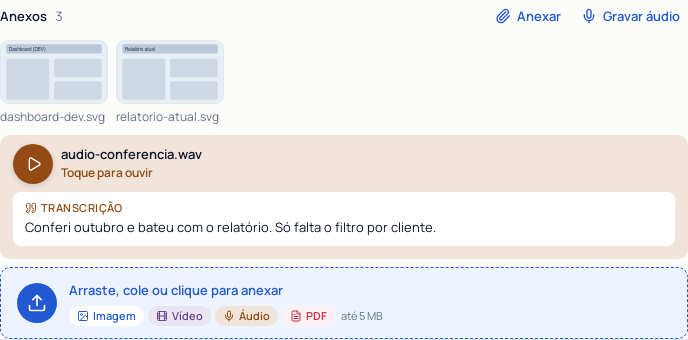 Anexos 3
Anexar
Gravar áudio
Dashboard (DEV)
Relatório atual
dashboard-dev.svg
relatorio-atual.svg
audio-conferencia.wav
Toque para ouvir
TRANSCRIÇÃO
Conferi outubro e bateu com o relatório. Só falta o filtro por cliente.
Arraste, cole ou clique para anexar
Imagem
Vídeo
Áudio
PDF
até 5 MB